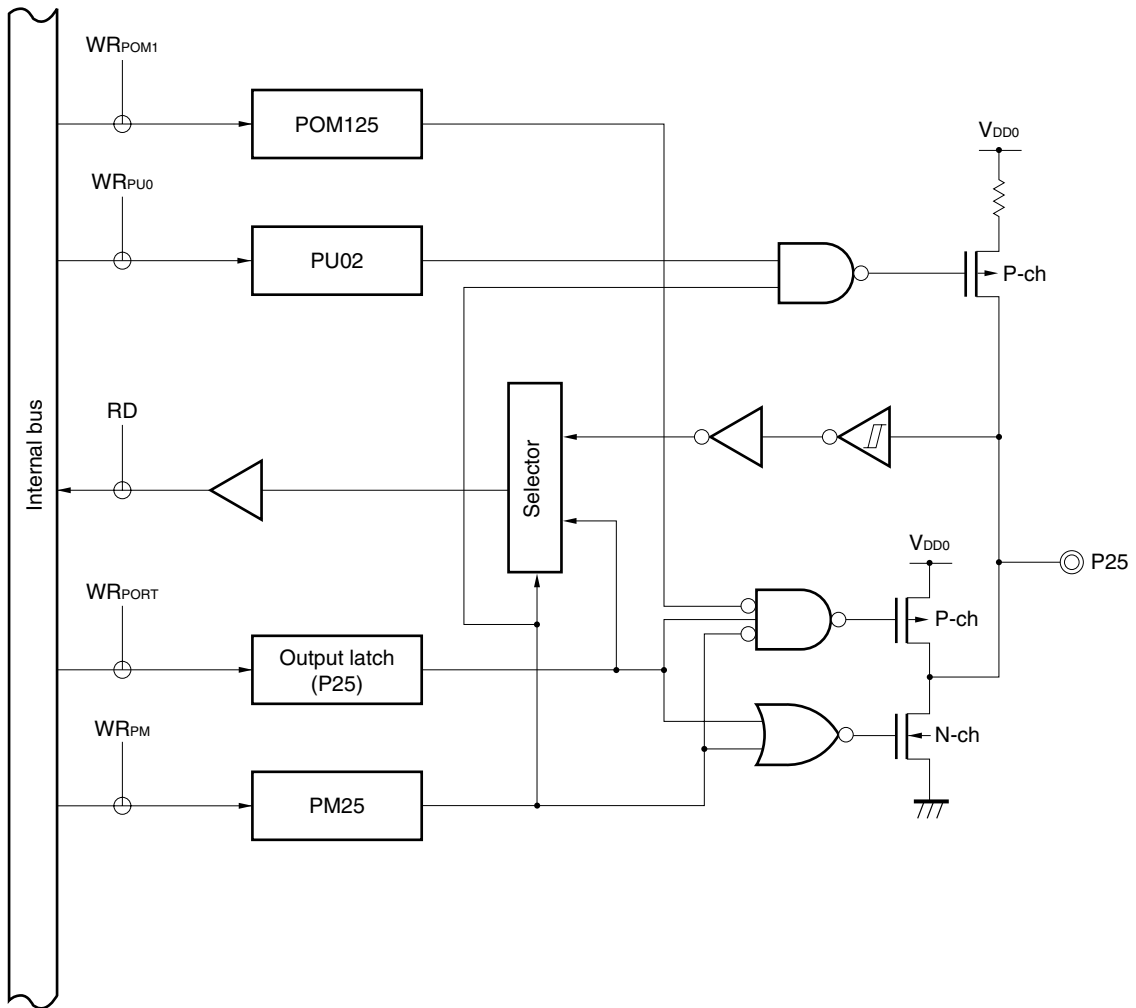 WRPOM1
POM125
VDD0
WRPU0
PU02
P-ch
Internal bus
RD
Selector
VDD0
P25
WRPORT
P-ch
Output latch
(P25)
WRPM
N-ch
PM25